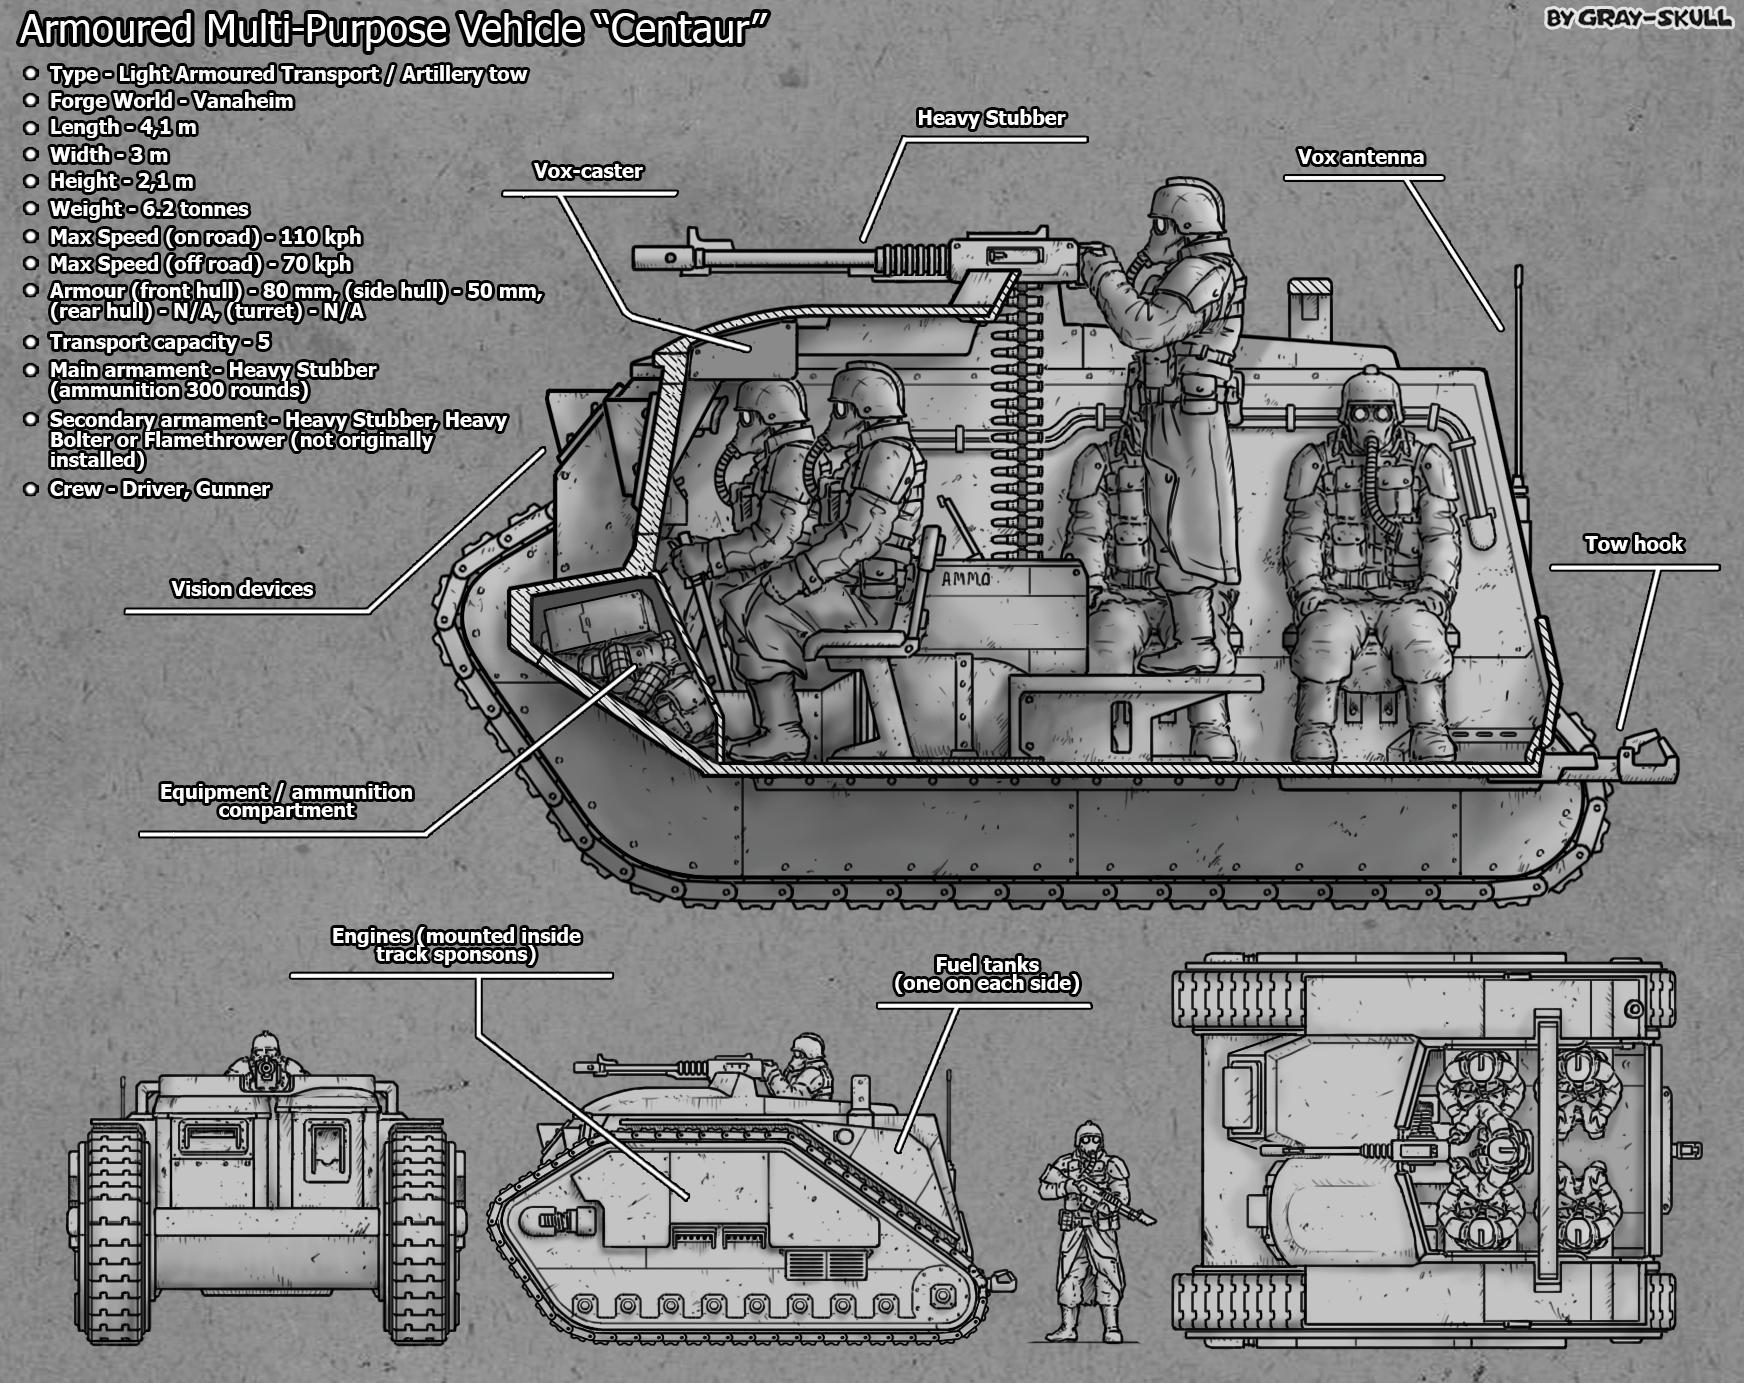 Armoured Multi-Purpose Vehicle “Centaur”
BY GRAY-SKULL
Type - Light Armoured Transport / Artillery tow
Forge World - Vanaheim
Length - 4,1 m
Width - 3 m
Height - 2,1 m
Weight - 6.2 tonnes
Max Speed (on road) - 110 kph
Max Speed (off road) - 70 kph
Armour (front hull) - 80 mm, (side hull) - 50 mm,
(rear hull) - N/A, (turret) - N/A
Transport capacity - 5
Main armament - Heavy Stubber
(ammunition 300 rounds)
Secondary armament - Heavy Stubber, Heavy
Bolter or Flamethrower (not originally
installed)
Crew - Driver, Gunner
Heavy Stubber
Vox-caster
Vox antenna
Tow hook
AMMO
Vision devices
Equipment / ammunition
compartment
Engines (mounted inside
track sponsons)
Fuel tanks
(one on each side)